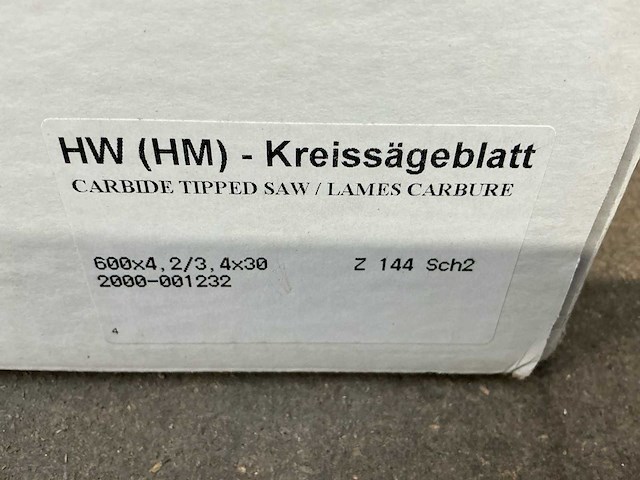 HW (HM) - Kreissägeblatt
CARBIDE TIPPED SAW / LAMES CARBURE
600x4,2/3,4x30 Z 144 Sch2
2000-001232
4